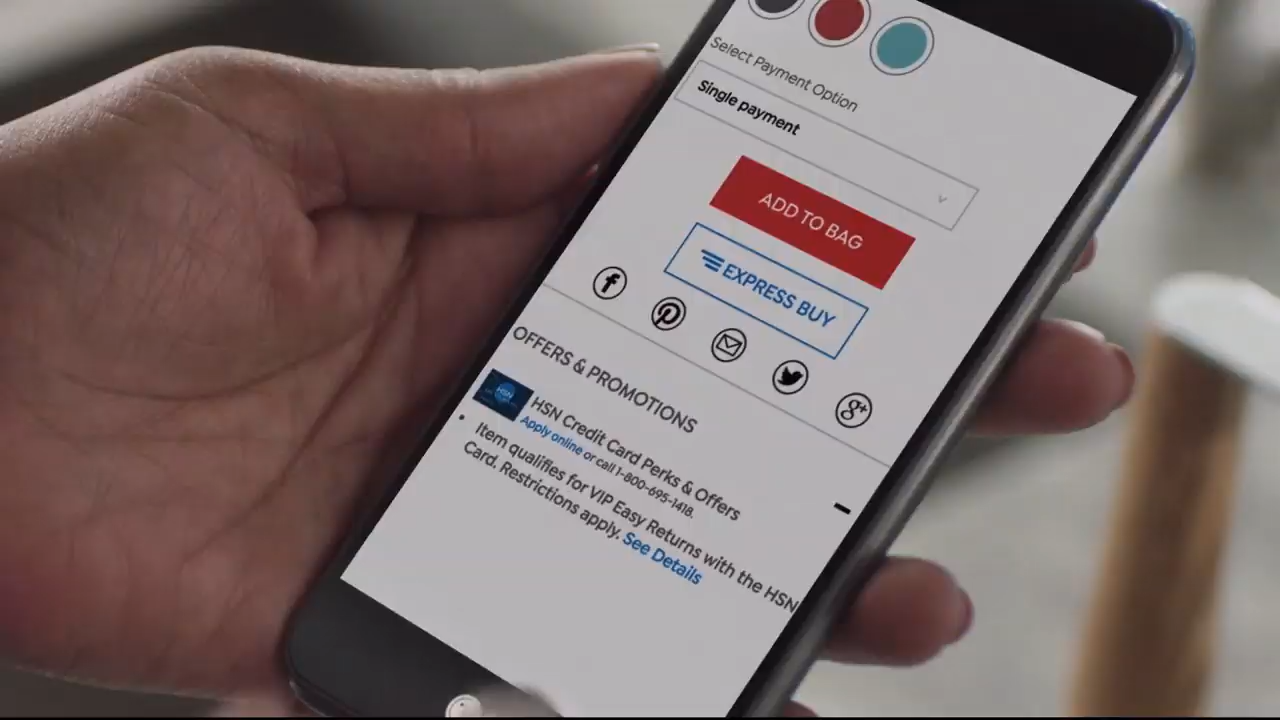 Select Payment Option
Single payment
ADD TO BAG
EXPRESS BUY
OFFERS & PROMOTIONS
HSN
HSN Credit Card Perks & Offers
Apply online or call 1-800-695-1418.
• Item qualifies for VIP Easy Returns with the HSN
Card. Restrictions apply. See Details